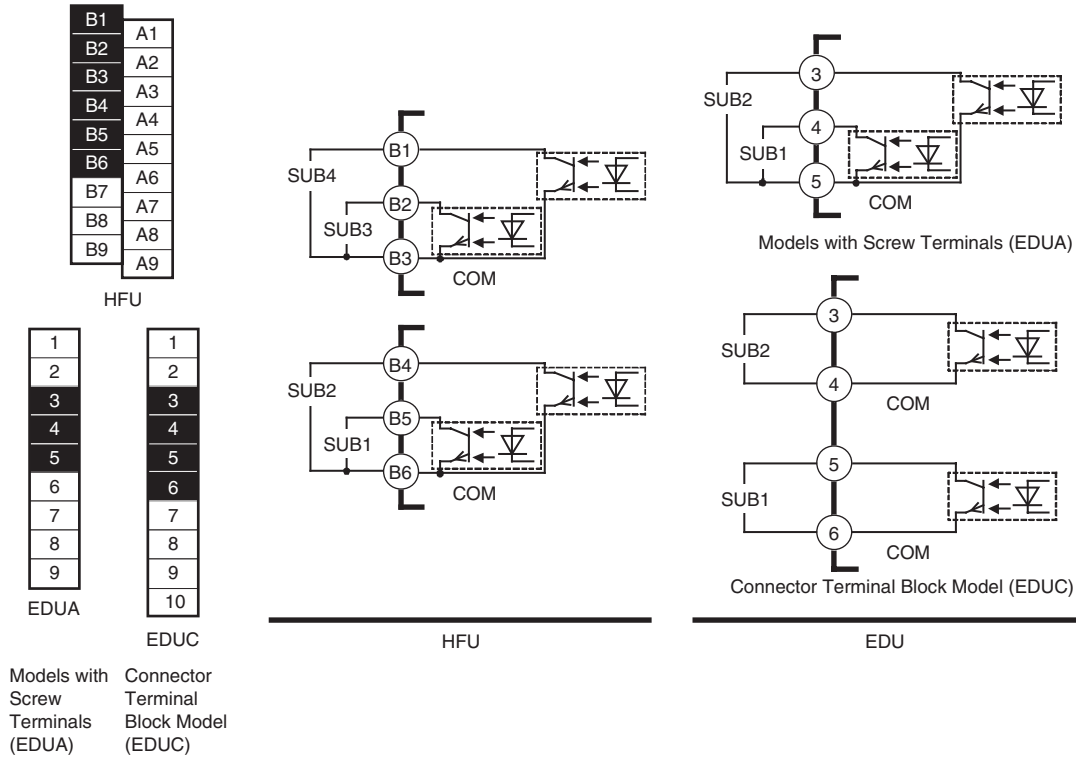 B1
B2
B3
B4
B5
B6
B7
B8
B9
A1
A2
A3
A4
A5
A6
A7
A8
A9
HFU
1
2
3
4
5
6
7
8
9
EDUA
Models with
Screw
Terminals
(EDUA)
1
2
3
4
5
6
7
8
9
10
EDUC
Connector
Terminal
Block Model
(EDUC)
SUB4
SUB3
B1
B2
B3
COM
SUB2
SUB1
B4
B5
B6
COM
HFU
SUB2
SUB1
3
4
5
COM
Models with Screw Terminals (EDUA)
SUB2
3
4
COM
SUB1
5
6
COM
Connector Terminal Block Model (EDUC)
EDU